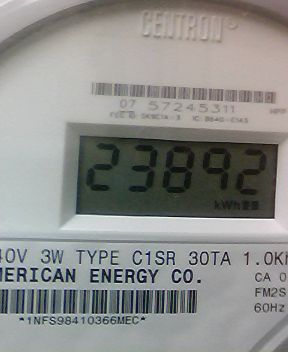 CENTRON®
07 57245311
23892
kWh
40V 3W TYPE C1SR 30TA 1.0Kh
MERICAN ENERGY CO.
CA 0
FM2S
60Hz
*1NFS98410366MEC*